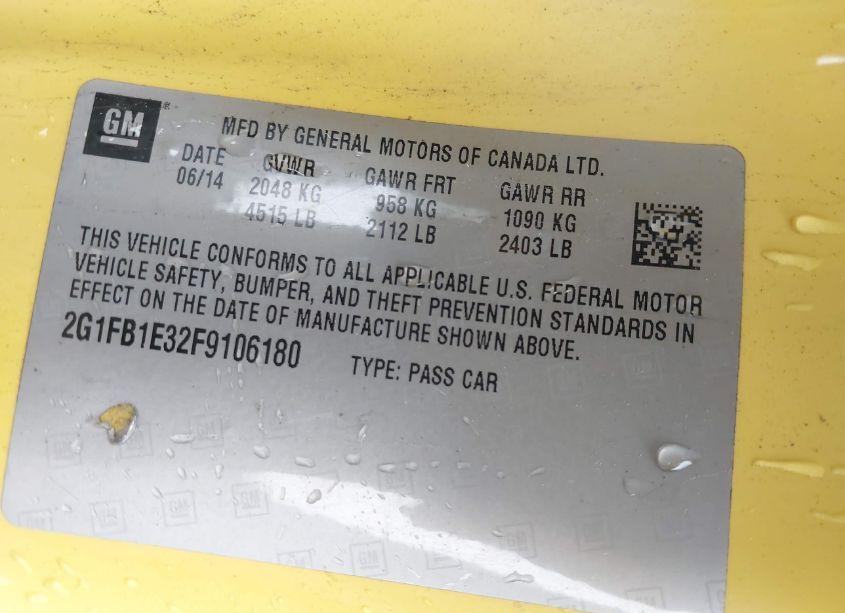 GM
MFD BY GENERAL MOTORS OF CANADA LTD.
DATE GVWR GAWR FRT GAWR RR
06/14 2048 KG 958 KG 1090 KG
4515 LB 2112 LB 2403 LB
THIS VEHICLE CONFORMS TO ALL APPLICABLE U.S. FEDERAL MOTOR
VEHICLE SAFETY, BUMPER, AND THEFT PREVENTION STANDARDS IN
EFFECT ON THE DATE OF MANUFACTURE SHOWN ABOVE.
2G1FB1E32F9106180 TYPE: PASS CAR